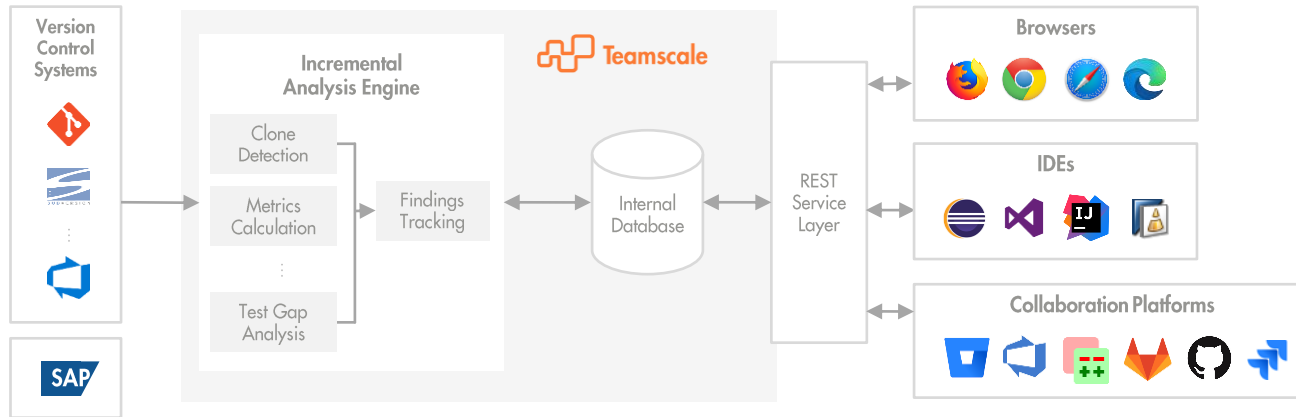 Version
Control
Systems
SUBVERSION
⋮
SAP
Incremental
Analysis Engine
Clone
Detection
Metrics
Calculation
⋮
Test Gap
Analysis
Findings
Tracking
Teamscale
Internal
Database
REST
Service
Layer
Browsers
IDEs
IJ
Collaboration Platforms